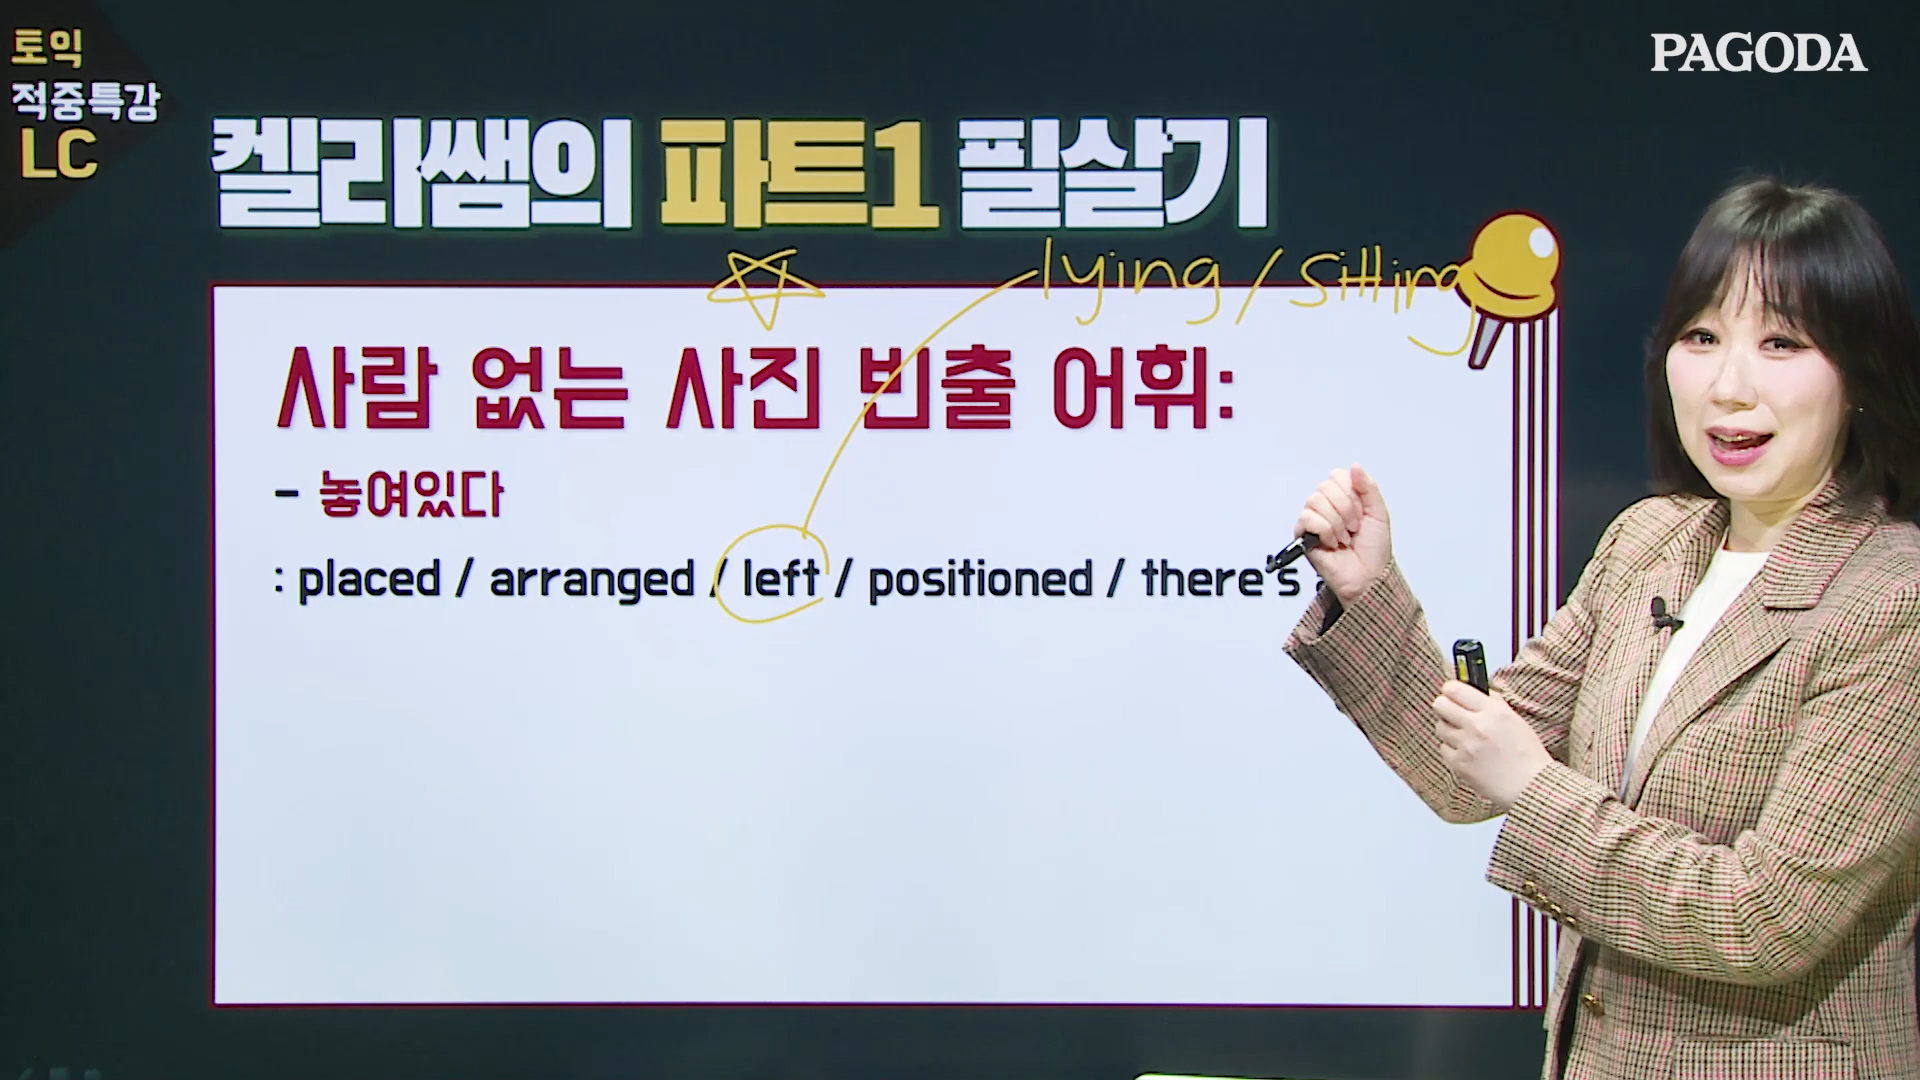 토익
적중특강
LC
PAGODA
켈리쌤의 파트1 필살기
lying / sitting
사람 없는 사진 빈출 어휘:
- 놓여있다
: placed / arranged / left / positioned / there's